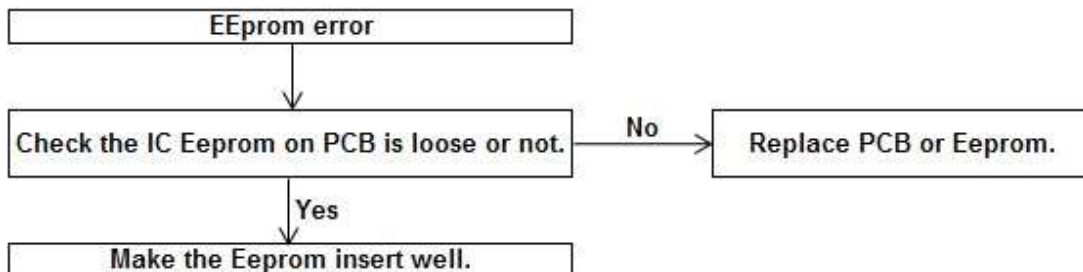 EEprom error
Check the IC Eeprom on PCB is loose or not.
No
Replace PCB or Eeprom.
Yes
Make the Eeprom insert well.